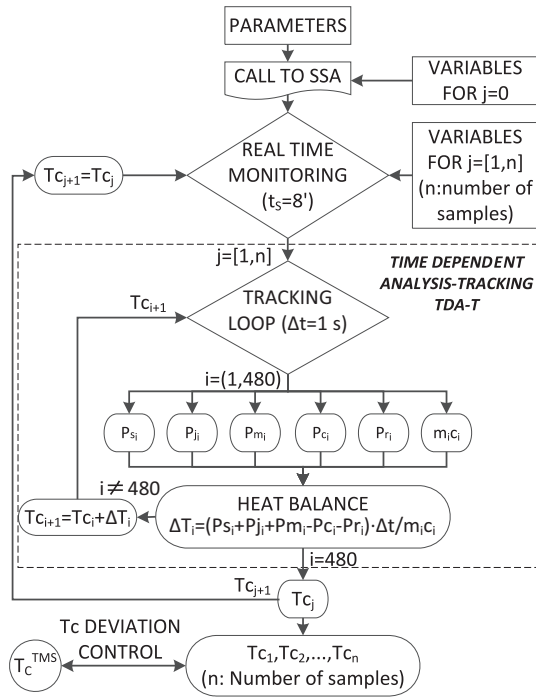 PARAMETERS
CALL TO SSA
VARIABLES
FOR j=0
REAL TIME
MONITORING
(tS=8')
VARIABLES
FOR j=[1,n]
(n:number of
samples)
Tcj+1=Tcj
j=[1,n]
TIME DEPENDENT
ANALYSIS-TRACKING
TDA-T
Tci+1
TRACKING
LOOP (Δt=1 s)
i=(1,480)
Psi
Pji
Pmi
Pci
Pri
mici
i≠480
Tci+1=Tci+ΔTi
HEAT BALANCE
ΔTi=(Psi+Pji+Pmi-Pci-Pri)·Δt/mici
i=480
Tcj+1
Tcj
Tc DEVIATION
CONTROL
TCTMS
Tc1,Tc2,...,Tcn
(n: Number of samples)